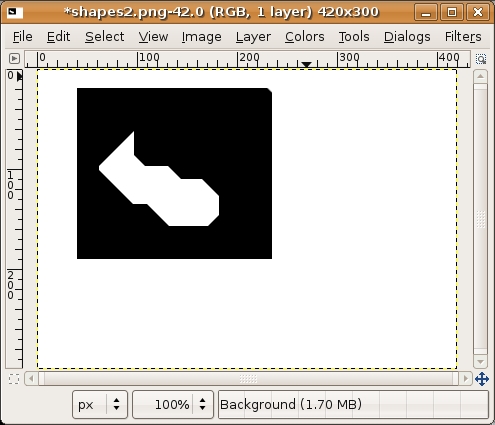 *shapes2.png-42.0 (RGB, 1 layer) 420x300
File Edit Select View Image Layer Colors Tools Dialogs Filters
0 100 200 300 400
0
100
200
px 100% Background (1.70 MB)